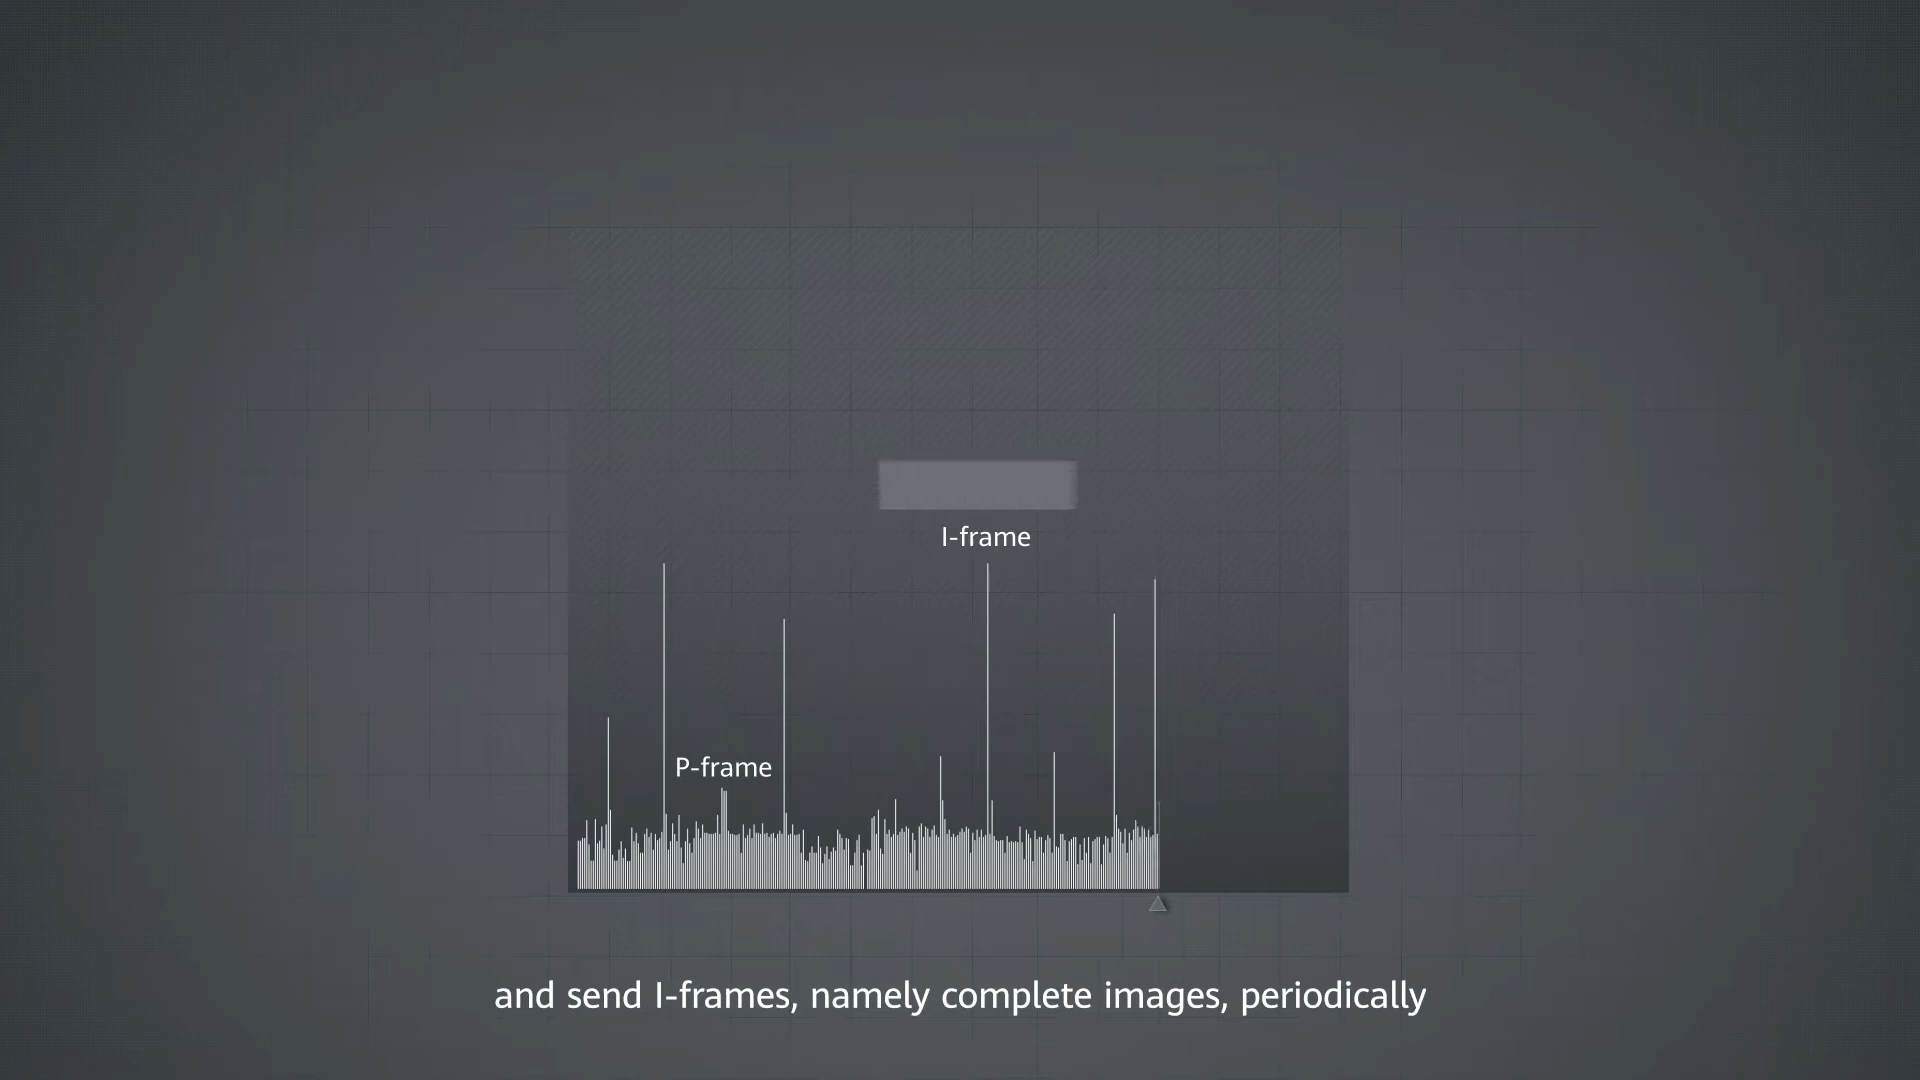 I-frame
P-frame
and send I-frames, namely complete images, periodically